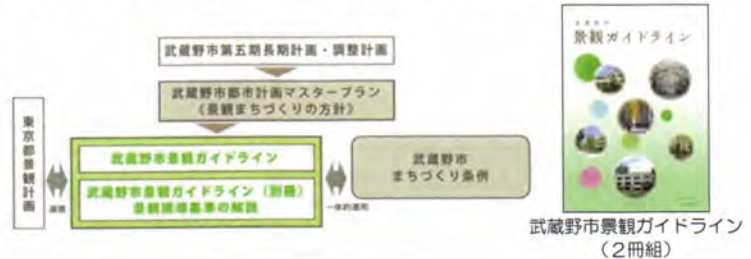 武蔵野市第五期長期計画・調整計画
武蔵野市都市計画マスタープラン
《景観まちづくりの方針》
東京都景観計画
連携
武蔵野市景観ガイドライン
武蔵野市景観ガイドライン（別冊）
景観誘導基準の解説
一体的運用
武蔵野市
まちづくり条例
武蔵野市
景観ガイドライン
武蔵野市景観ガイドライン
（２冊組）